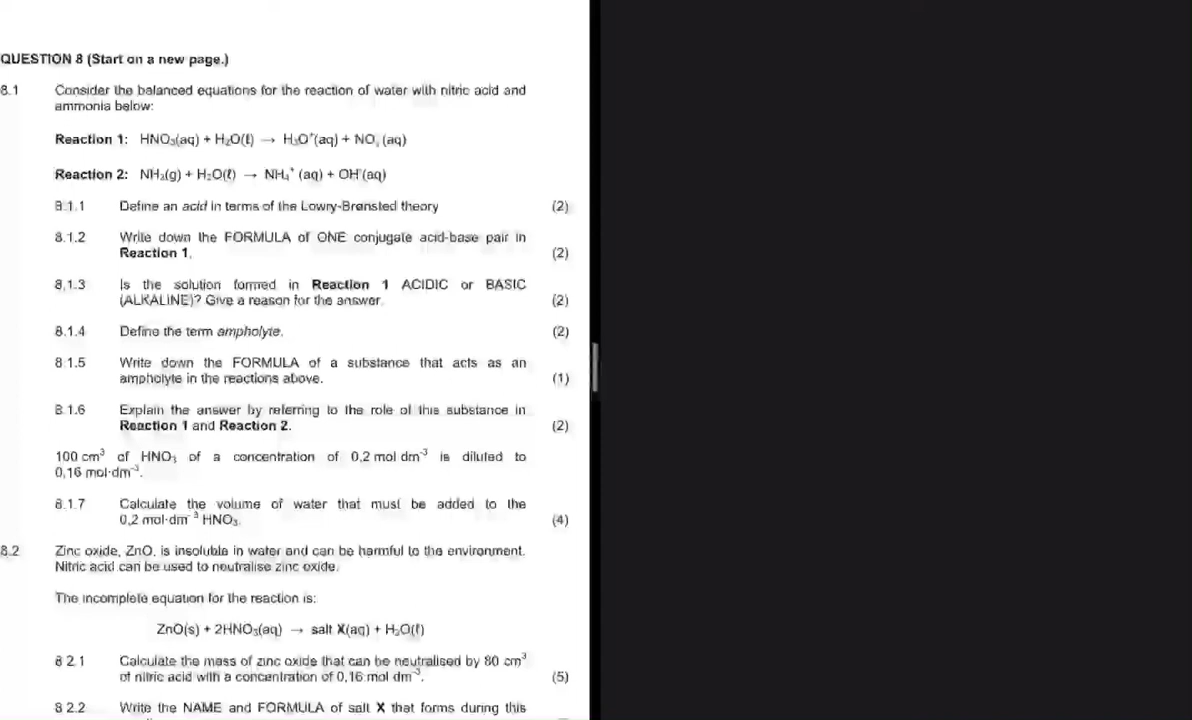 QUESTION 8 (Start on a new page.)
8.1 Consider the balanced equations for the reaction of water with nitric acid and
ammonia below:
Reaction 1: HNO₃(aq) + H₂O(ℓ) → H₃O⁺(aq) + NO₃⁻(aq)
Reaction 2: NH₃(g) + H₂O(ℓ) → NH₄⁺ (aq) + OH⁻(aq)
8.1.1 Define an acid in terms of the Lowry-Brønsted theory (2)
8.1.2 Write down the FORMULA of ONE conjugate acid-base pair in
Reaction 1. (2)
8.1.3 Is the solution formed in Reaction 1 ACIDIC or BASIC
(ALKALINE)? Give a reason for the answer. (2)
8.1.4 Define the term ampholyte. (2)
8.1.5 Write down the FORMULA of a substance that acts as an
ampholyte in the reactions above. (1)
8.1.6 Explain the answer by referring to the role of this substance in
Reaction 1 and Reaction 2. (2)
100 cm³ of HNO₃ of a concentration of 0,2 mol·dm⁻³ is diluted to
0,16 mol·dm⁻³.
8.1.7 Calculate the volume of water that must be added to the
0,2 mol·dm⁻³ HNO₃. (4)
8.2 Zinc oxide, ZnO, is insoluble in water and can be harmful to the environment.
Nitric acid can be used to neutralise zinc oxide.
The incomplete equation for the reaction is:
ZnO(s) + 2HNO₃(aq) → salt X(aq) + H₂O(ℓ)
8.2.1 Calculate the mass of zinc oxide that can be neutralised by 80 cm³
of nitric acid with a concentration of 0,16 mol·dm⁻³. (5)
8.2.2 Write the NAME and FORMULA of salt X that forms during this